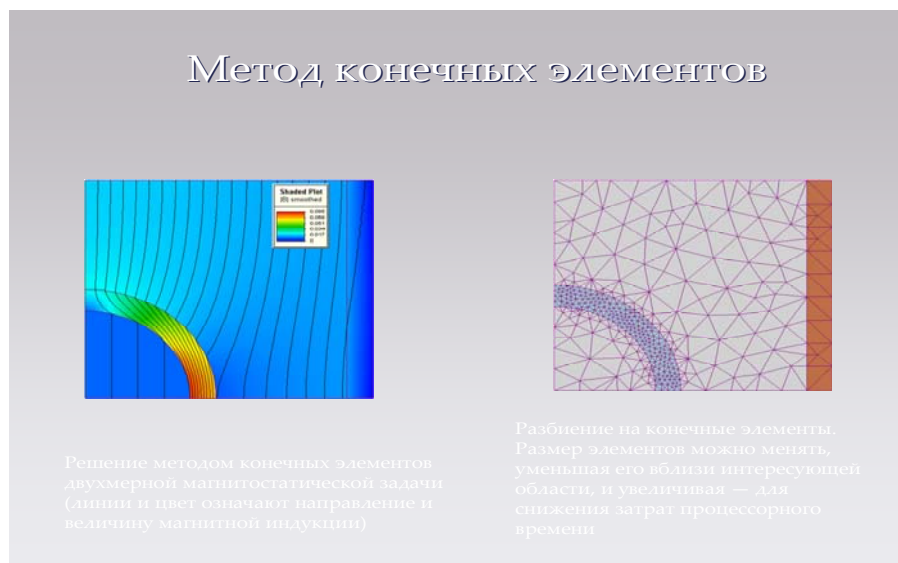 Метод конечных элементов
Shaded Plot
|B| smoothed
0
Решение методом конечных элементов
двухмерной магнитостатической задачи
(линии и цвет означают направление и
величину магнитной индукции)
Разбиение на конечные элементы.
Размер элементов можно менять,
уменьшая его вблизи интересующей
области, и увеличивая — для
снижения затрат процессорного
времени